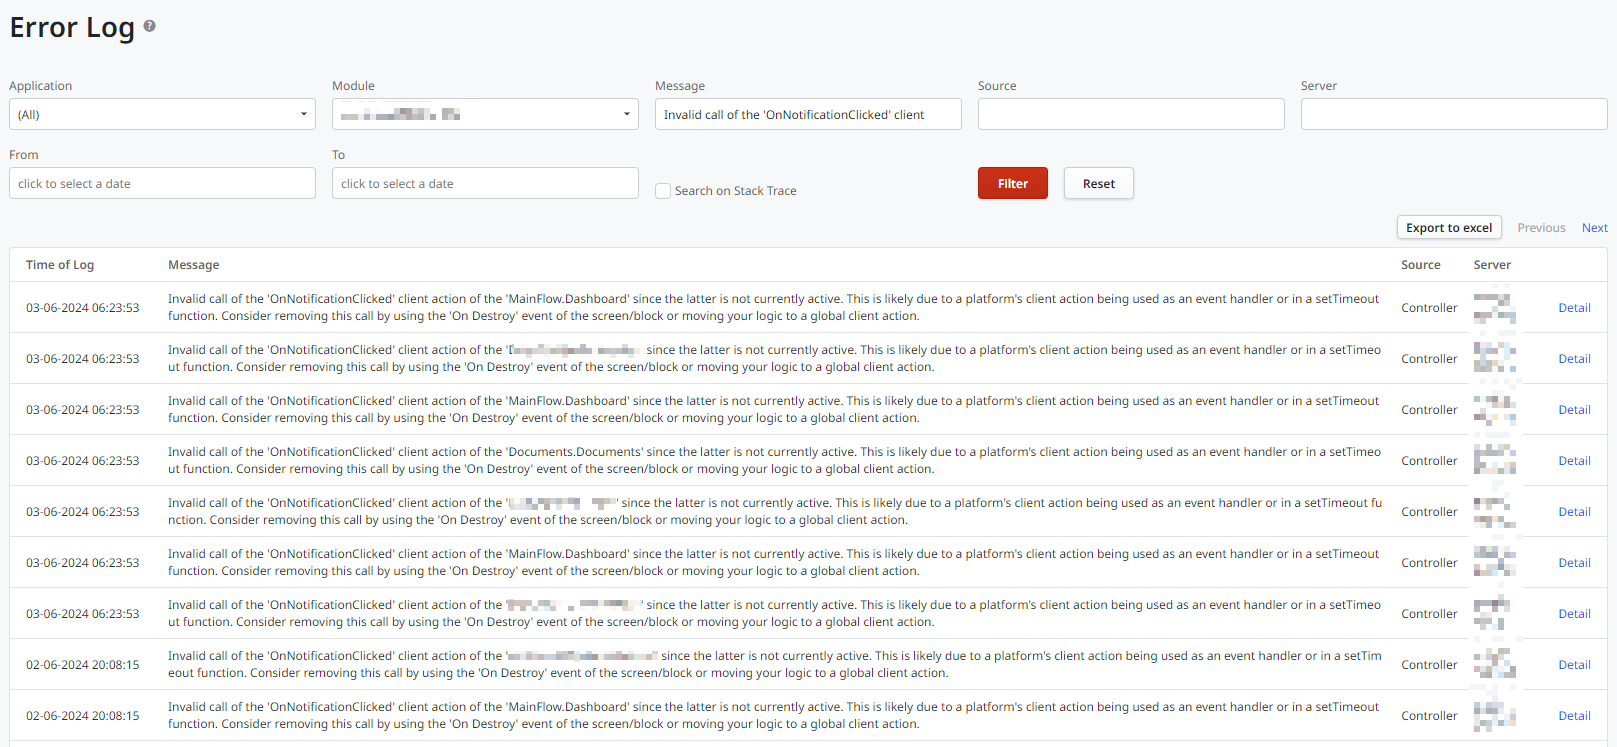 Error Log ?
Application Module Message Source Server
(All) Invalid call of the 'OnNotificationClicked' client
From To
click to select a date click to select a date Search on Stack Trace Filter Reset
Export to excel Previous Next
Time of Log Message Source Server
03-06-2024 06:23:53 Invalid call of the 'OnNotificationClicked' client action of the 'MainFlow.Dashboard' since the latter is not currently active. This is likely due to a platform's client action being used as an event handler or in a setTimeout
function. Consider removing this call by using the 'On Destroy' event of the screen/block or moving your logic to a global client action. Controller Detail
03-06-2024 06:23:53 Invalid call of the 'OnNotificationClicked' client action of the ' since the latter is not currently active. This is likely due to a platform's client action being used as an event handler or in a setTimeo
ut function. Consider removing this call by using the 'On Destroy' event of the screen/block or moving your logic to a global client action. Controller Detail
03-06-2024 06:23:53 Invalid call of the 'OnNotificationClicked' client action of the 'MainFlow.Dashboard' since the latter is not currently active. This is likely due to a platform's client action being used as an event handler or in a setTimeout
function. Consider removing this call by using the 'On Destroy' event of the screen/block or moving your logic to a global client action. Controller Detail
03-06-2024 06:23:53 Invalid call of the 'OnNotificationClicked' client action of the 'Documents.Documents' since the latter is not currently active. This is likely due to a platform's client action being used as an event handler or in a setTimeo
ut function. Consider removing this call by using the 'On Destroy' event of the screen/block or moving your logic to a global client action. Controller Detail
03-06-2024 06:23:53 Invalid call of the 'OnNotificationClicked' client action of the ' ' since the latter is not currently active. This is likely due to a platform's client action being used as an event handler or in a setTimeout fu
nction. Consider removing this call by using the 'On Destroy' event of the screen/block or moving your logic to a global client action. Controller Detail
03-06-2024 06:23:53 Invalid call of the 'OnNotificationClicked' client action of the 'MainFlow.Dashboard' since the latter is not currently active. This is likely due to a platform's client action being used as an event handler or in a setTimeout
function. Consider removing this call by using the 'On Destroy' event of the screen/block or moving your logic to a global client action. Controller Detail
03-06-2024 06:23:53 Invalid call of the 'OnNotificationClicked' client action of the ' ' since the latter is not currently active. This is likely due to a platform's client action being used as an event handler or in a setTimeo
ut function. Consider removing this call by using the 'On Destroy' event of the screen/block or moving your logic to a global client action. Controller Detail
02-06-2024 20:08:15 Invalid call of the 'OnNotificationClicked' client action of the ' ' since the latter is not currently active. This is likely due to a platform's client action being used as an event handler or in a setTim
eout function. Consider removing this call by using the 'On Destroy' event of the screen/block or moving your logic to a global client action. Controller Detail
02-06-2024 20:08:15 Invalid call of the 'OnNotificationClicked' client action of the 'MainFlow.Dashboard' since the latter is not currently active. This is likely due to a platform's client action being used as an event handler or in a setTimeout
function. Consider removing this call by using the 'On Destroy' event of the screen/block or moving your logic to a global client action. Controller Detail